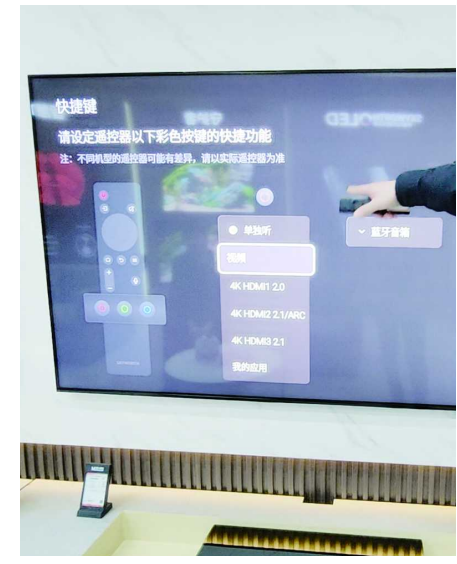 快捷键
请设定遥控器以下彩色按键的快捷功能
注：不同机型的遥控器可能有差异，请以实际遥控器为准
单独听
视频
4K HDMI1 2.0
4K HDMI2 2.1/ARC
4K HDMI3 2.1
我的应用
蓝牙音箱